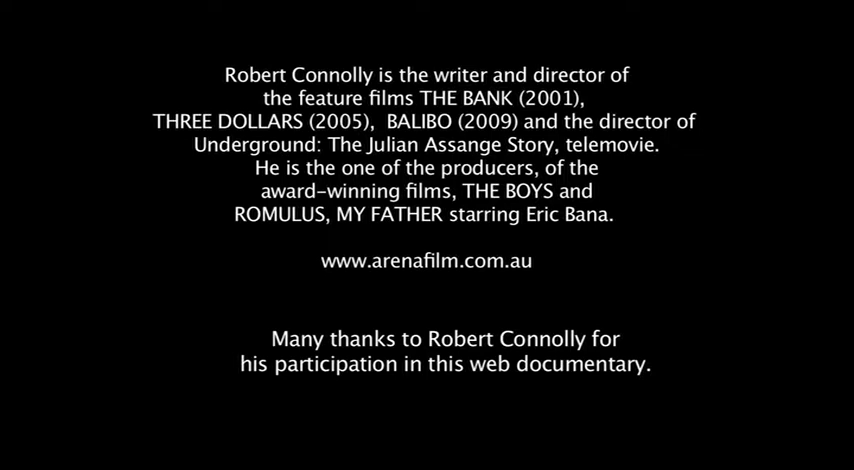 Robert Connolly is the writer and director of
the feature films THE BANK (2001),
THREE DOLLARS (2005),  BALIBO (2009) and the director of
Underground: The Julian Assange Story, telemovie.
He is the one of the producers, of the
award-winning films, THE BOYS and
ROMULUS, MY FATHER starring Eric Bana.
www.arenafilm.com.au
Many thanks to Robert Connolly for
his participation in this web documentary.